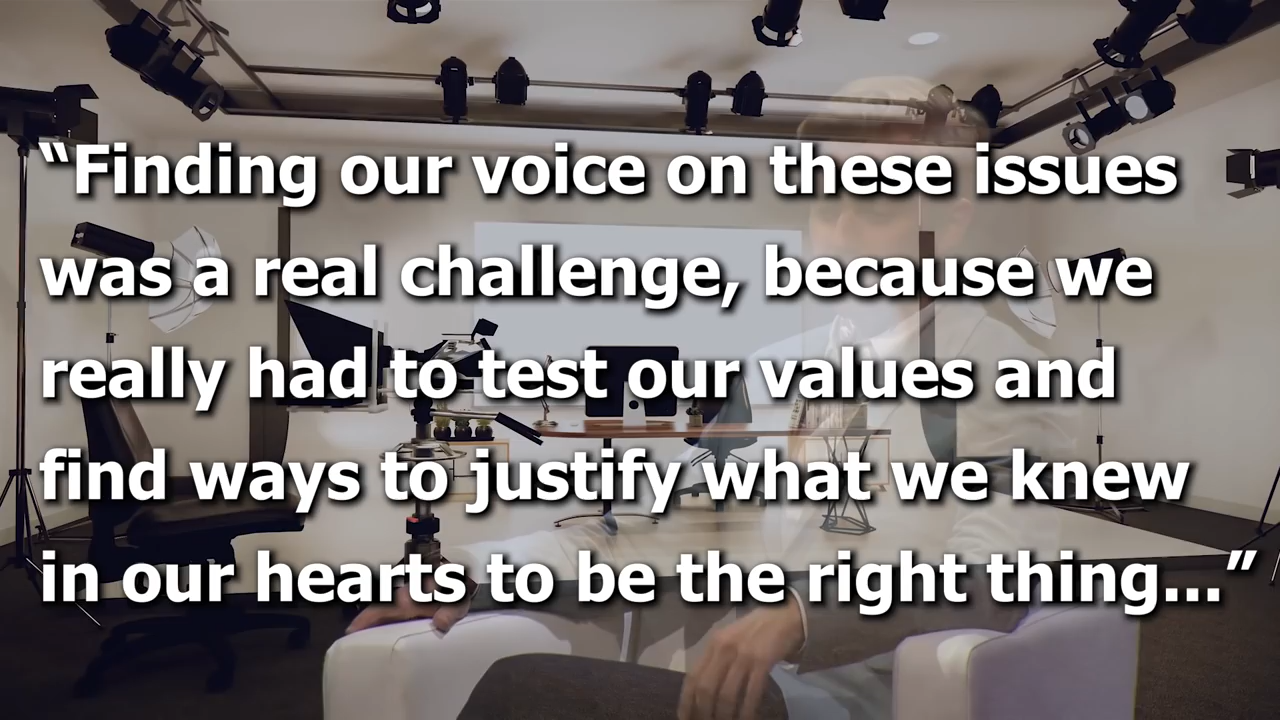 “Finding our voice on these issues
was a real challenge, because we
really had to test our values and
find ways to justify what we knew
in our hearts to be the right thing...”